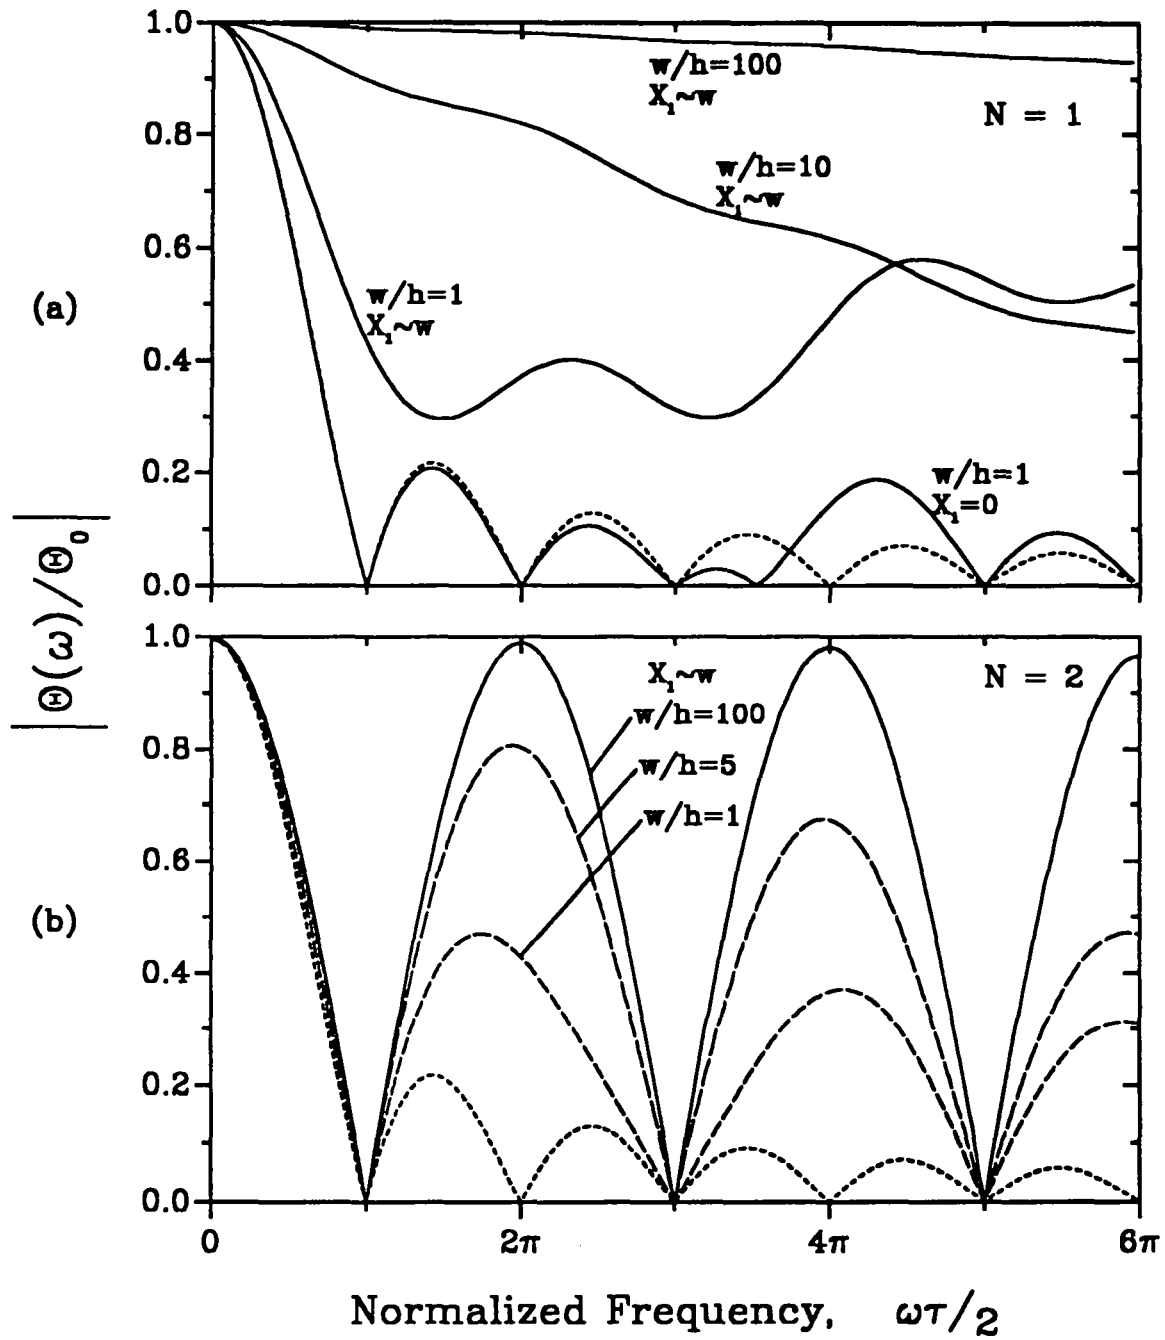 1.0
0.8
0.6
0.4
0.2
0.0
(a)
w/h=100
X₁~w
N = 1
w/h=10
X₁~w
w/h=1
X₁~w
w/h=1
X₁=0
|Θ(ω)/Θ₀|
1.0
0.8
0.6
0.4
0.2
0.0
(b)
X₁~w
N = 2
w/h=100
w/h=5
w/h=1
0 2π 4π 6π
Normalized Frequency, ωτ/2